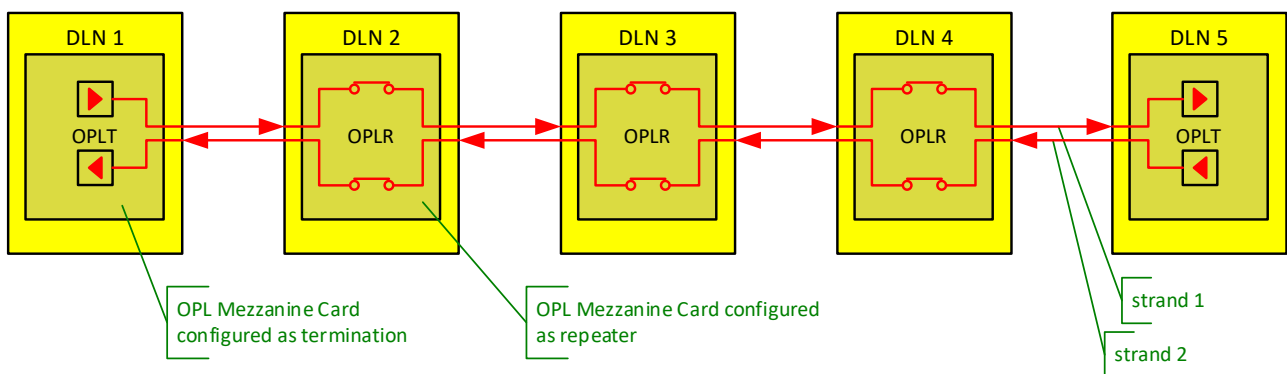 DLN 1
DLN 2
DLN 3
DLN 4
DLN 5
OPLT
OPLR
OPLR
OPLR
OPLT
OPL Mezzanine Card
configured as termination
OPL Mezzanine Card configured
as repeater
strand 1
strand 2